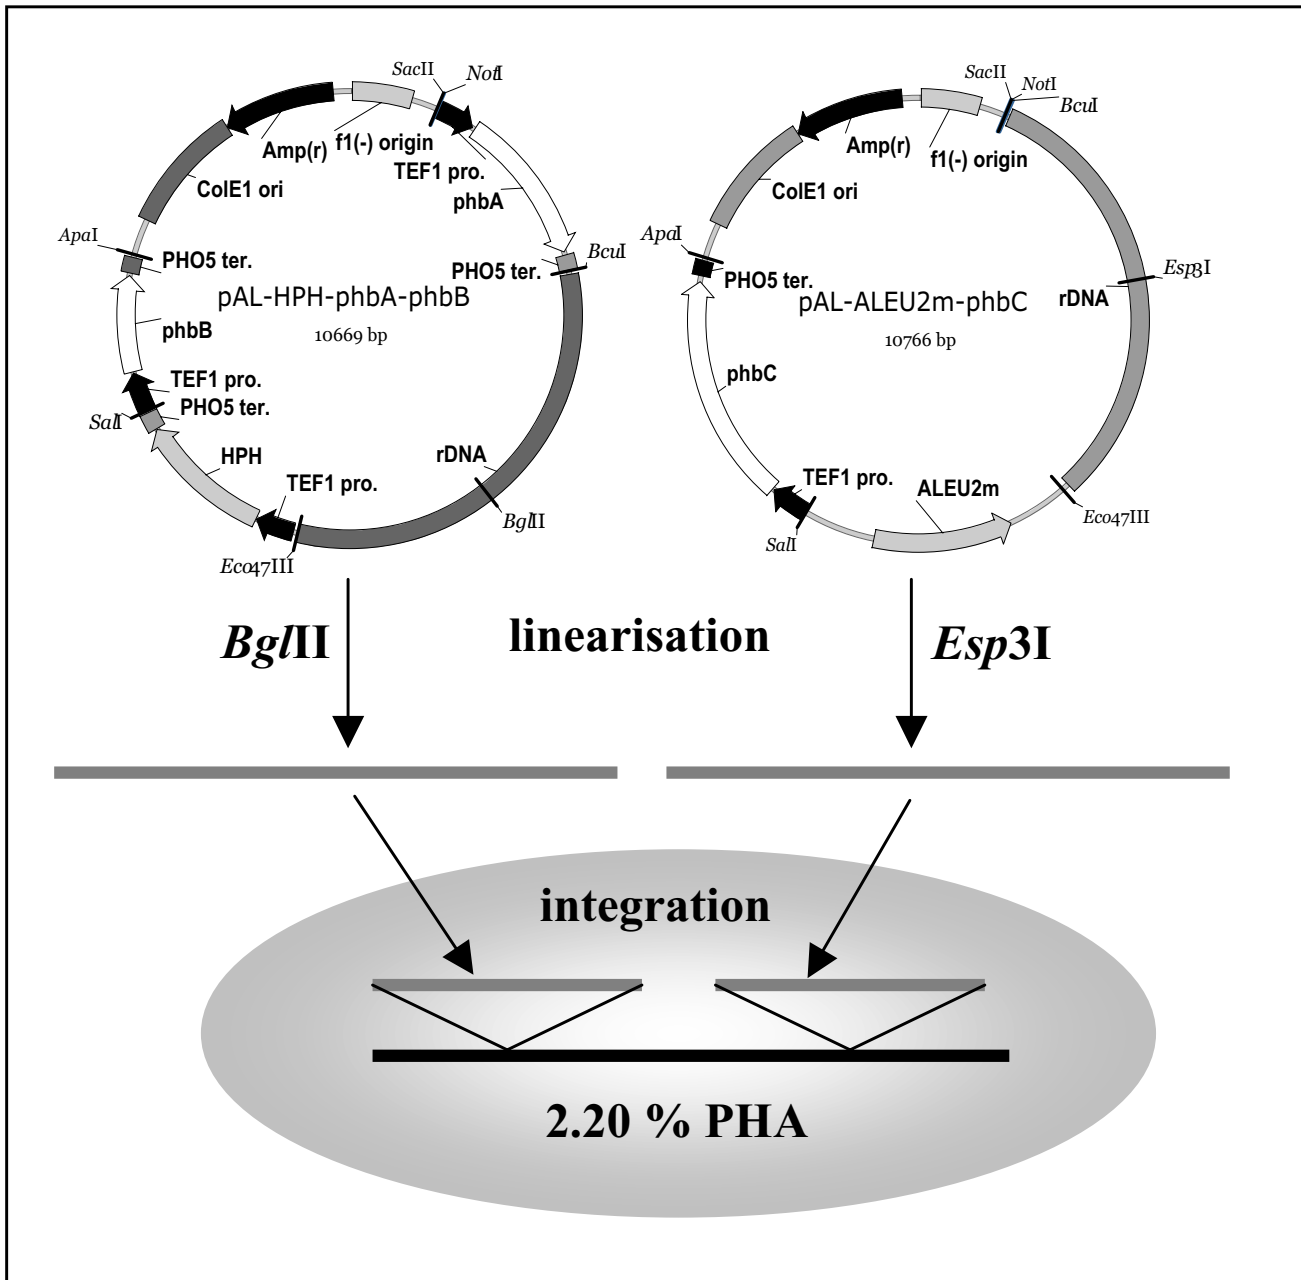 SacII
NotI
Amp(r)
f1(-) origin
TEF1 pro.
phbA
ColE1 ori
ApaI
PHO5 ter.
BcuI
PHO5 ter.
pAL-HPH-phbA-phbB
10669 bp
phbB
TEF1 pro.
PHO5 ter.
SalI
HPH
rDNA
TEF1 pro.
BglII
Eco47III
SacII
NotI
BcuI
Amp(r)
f1(-) origin
ColE1 ori
ApaI
Esp3I
PHO5 ter.
rDNA
pAL-ALEU2m-phbC
10766 bp
phbC
TEF1 pro.
ALEU2m
SalI
Eco47III
BglII
linearisation
Esp3I
integration
2.20 % PHA